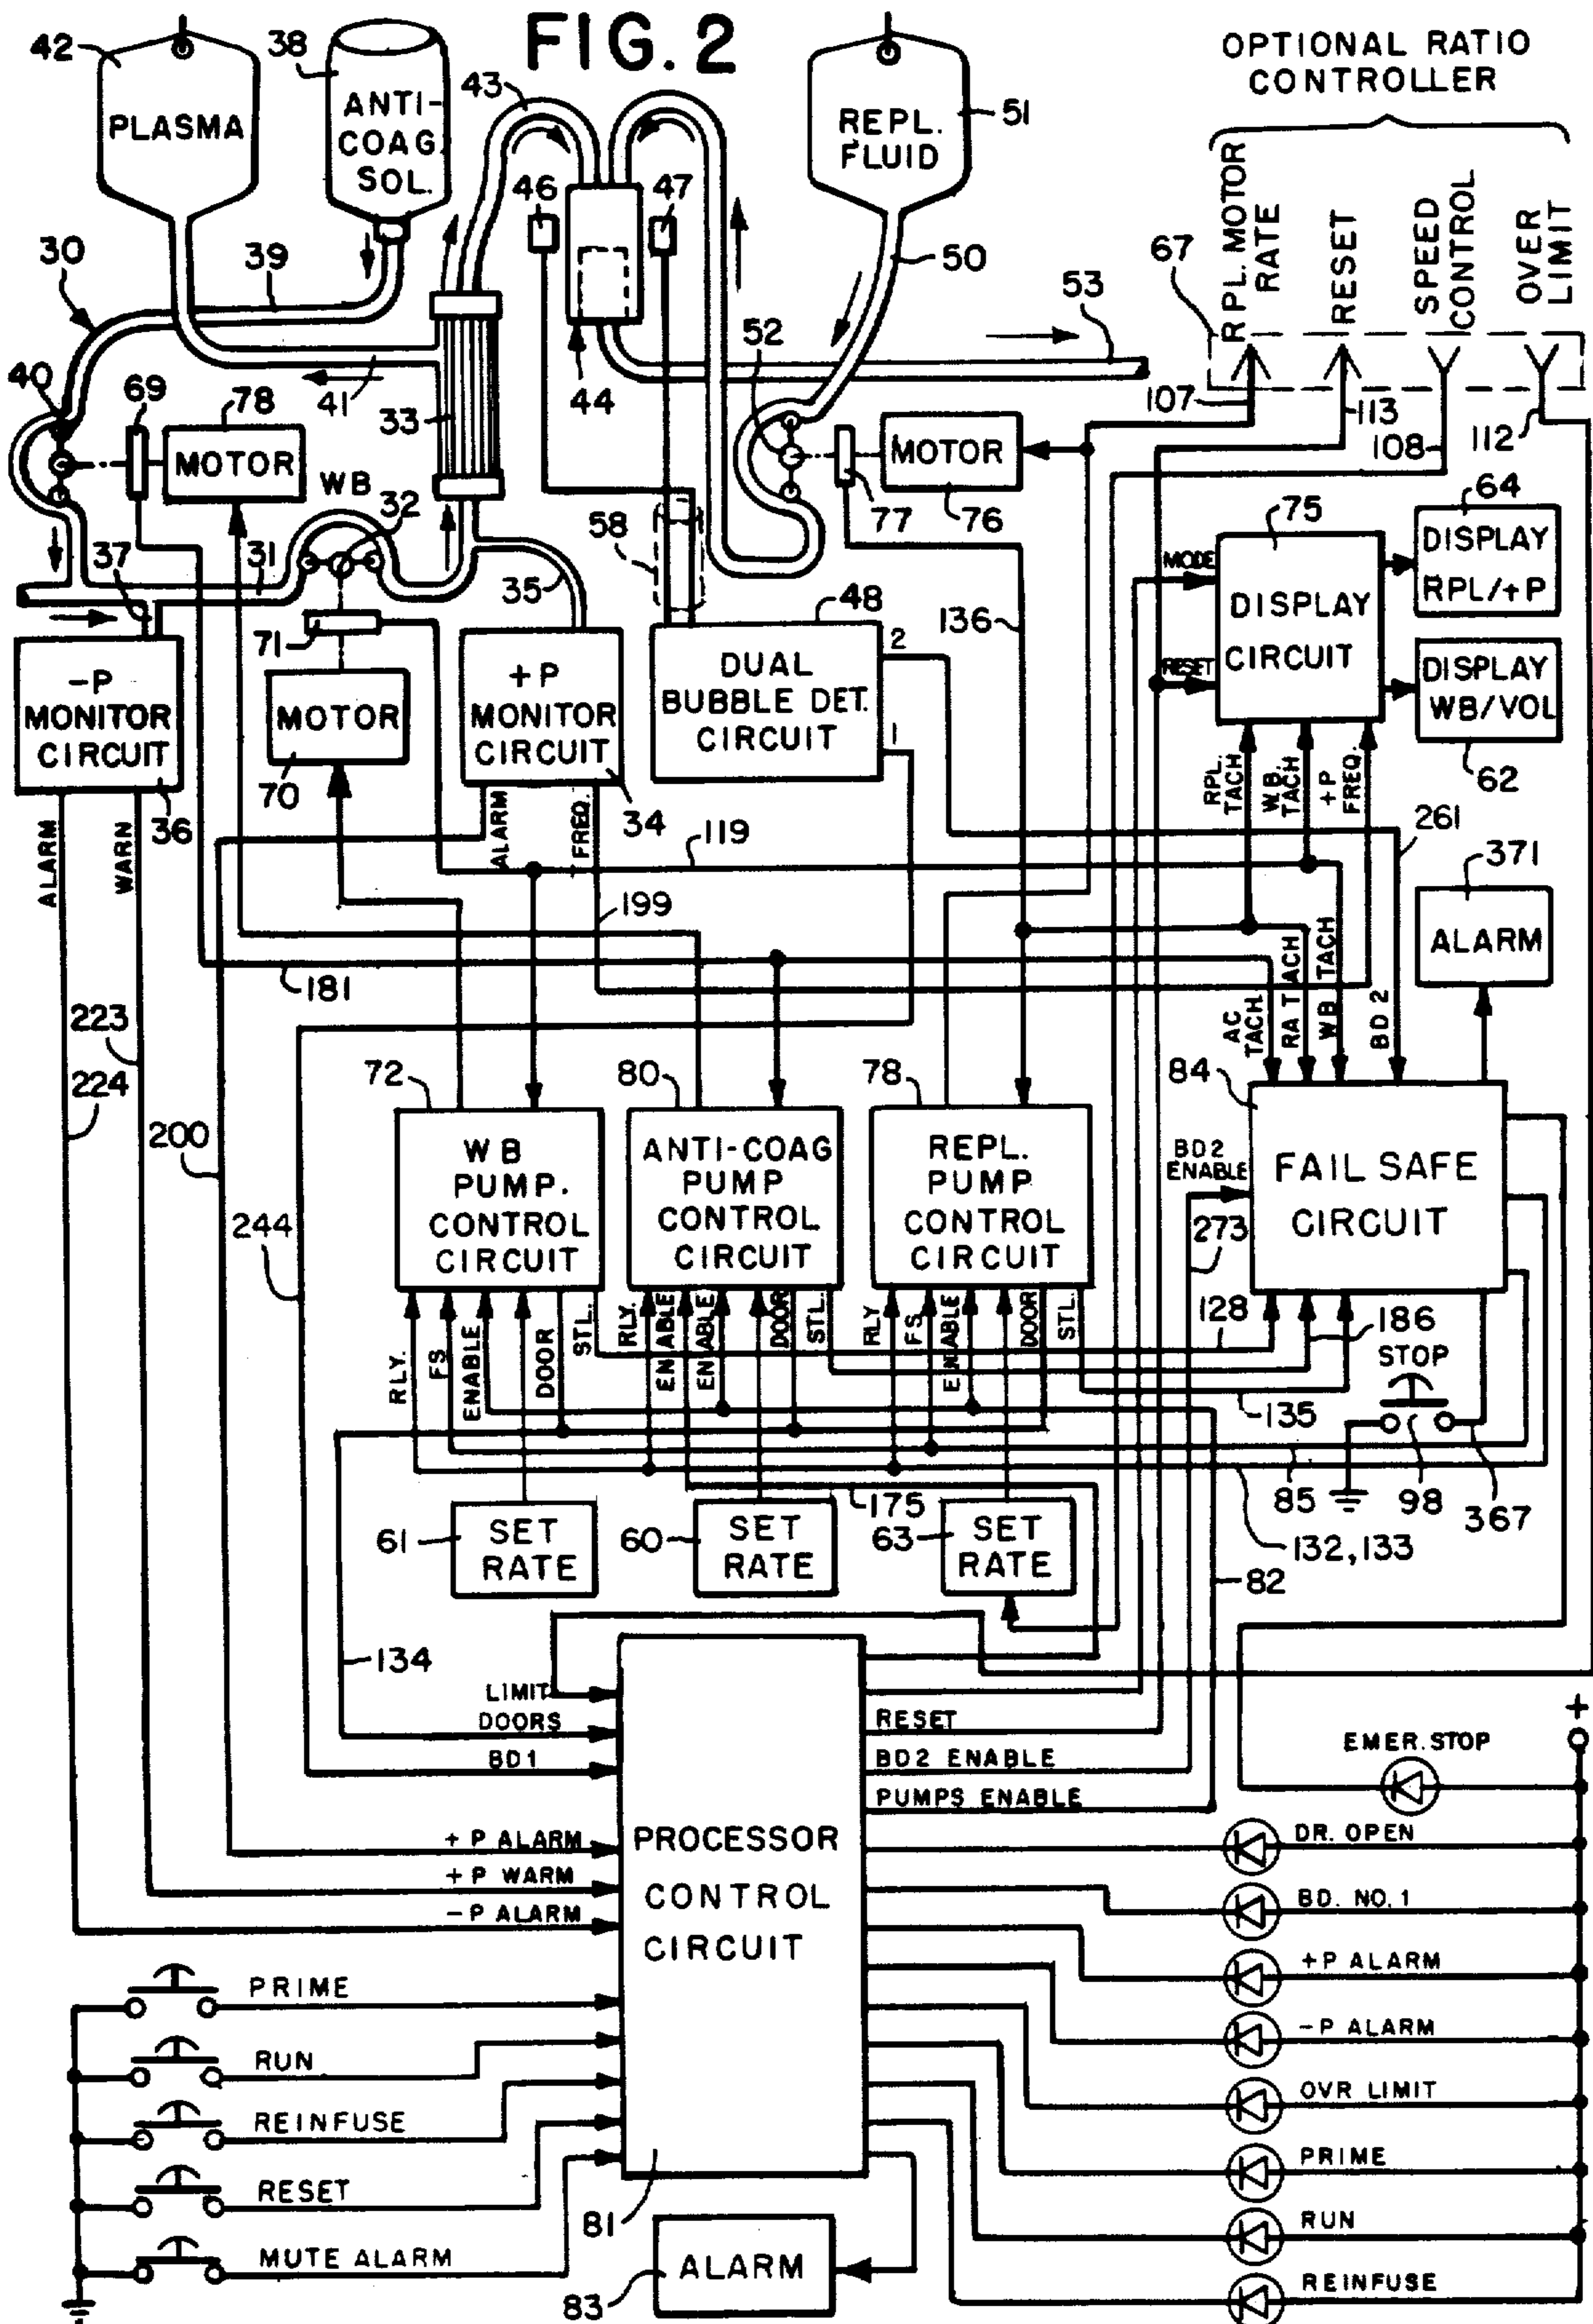 FIG. 2
42
PLASMA
38
ANTI-
COAG.
SOL.
43
REPL.
FLUID
51
OPTIONAL RATIO
CONTROLLER
RPL. MOTOR
RATE
RESET
SPEED
CONTROL
OVER
LIMIT
67
46
47
50
30
39
53
52
40
69
78
41
33
44
107
113
108
112
MOTOR
WB
32
MOTOR
77
76
58
37
31
35
75
64
MODE
DISPLAY
RPL/+P
48
136
DISPLAY
CIRCUIT
RESET
DISPLAY
WB/VOL
62
71
-P
MONITOR
CIRCUIT
36
MOTOR
70
+P
MONITOR
CIRCUIT
34
DUAL
BUBBLE DET.
CIRCUIT
2
1
RPL.
TACH
W.B.
TACH
+P
FREQ.
ALARM
WARN
ALARM
FREQ.
119
261
371
ALARM
199
181
223
224
200
AC
TACH.
RA TACH
WB TACH
BD 2
72
80
78
84
WB
PUMP.
CONTROL
CIRCUIT
ANTI-COAG
PUMP
CONTROL
CIRCUIT
REPL.
PUMP
CONTROL
CIRCUIT
BD2
ENABLE
FAIL SAFE
CIRCUIT
244
273
RLY.
FS
ENABLE
DOOR
STL.
RLY.
ENABLE
ENABLE
DOOR
STL.
RLY
FS
ENABLE
DOOR
STL.
128
186
STOP
135
98
367
85
132,133
175
82
61
SET
RATE
60
SET
RATE
63
SET
RATE
134
LIMIT
DOORS
BD1
RESET
BD2 ENABLE
PUMPS ENABLE
EMER. STOP
+
+P ALARM
+P WARM
-P ALARM
PROCESSOR
CONTROL
CIRCUIT
DR. OPEN
BD. NO. 1
+P ALARM
-P ALARM
OVR LIMIT
PRIME
RUN
REINFUSE
PRIME
RUN
REINFUSE
RESET
MUTE ALARM
81
83
ALARM